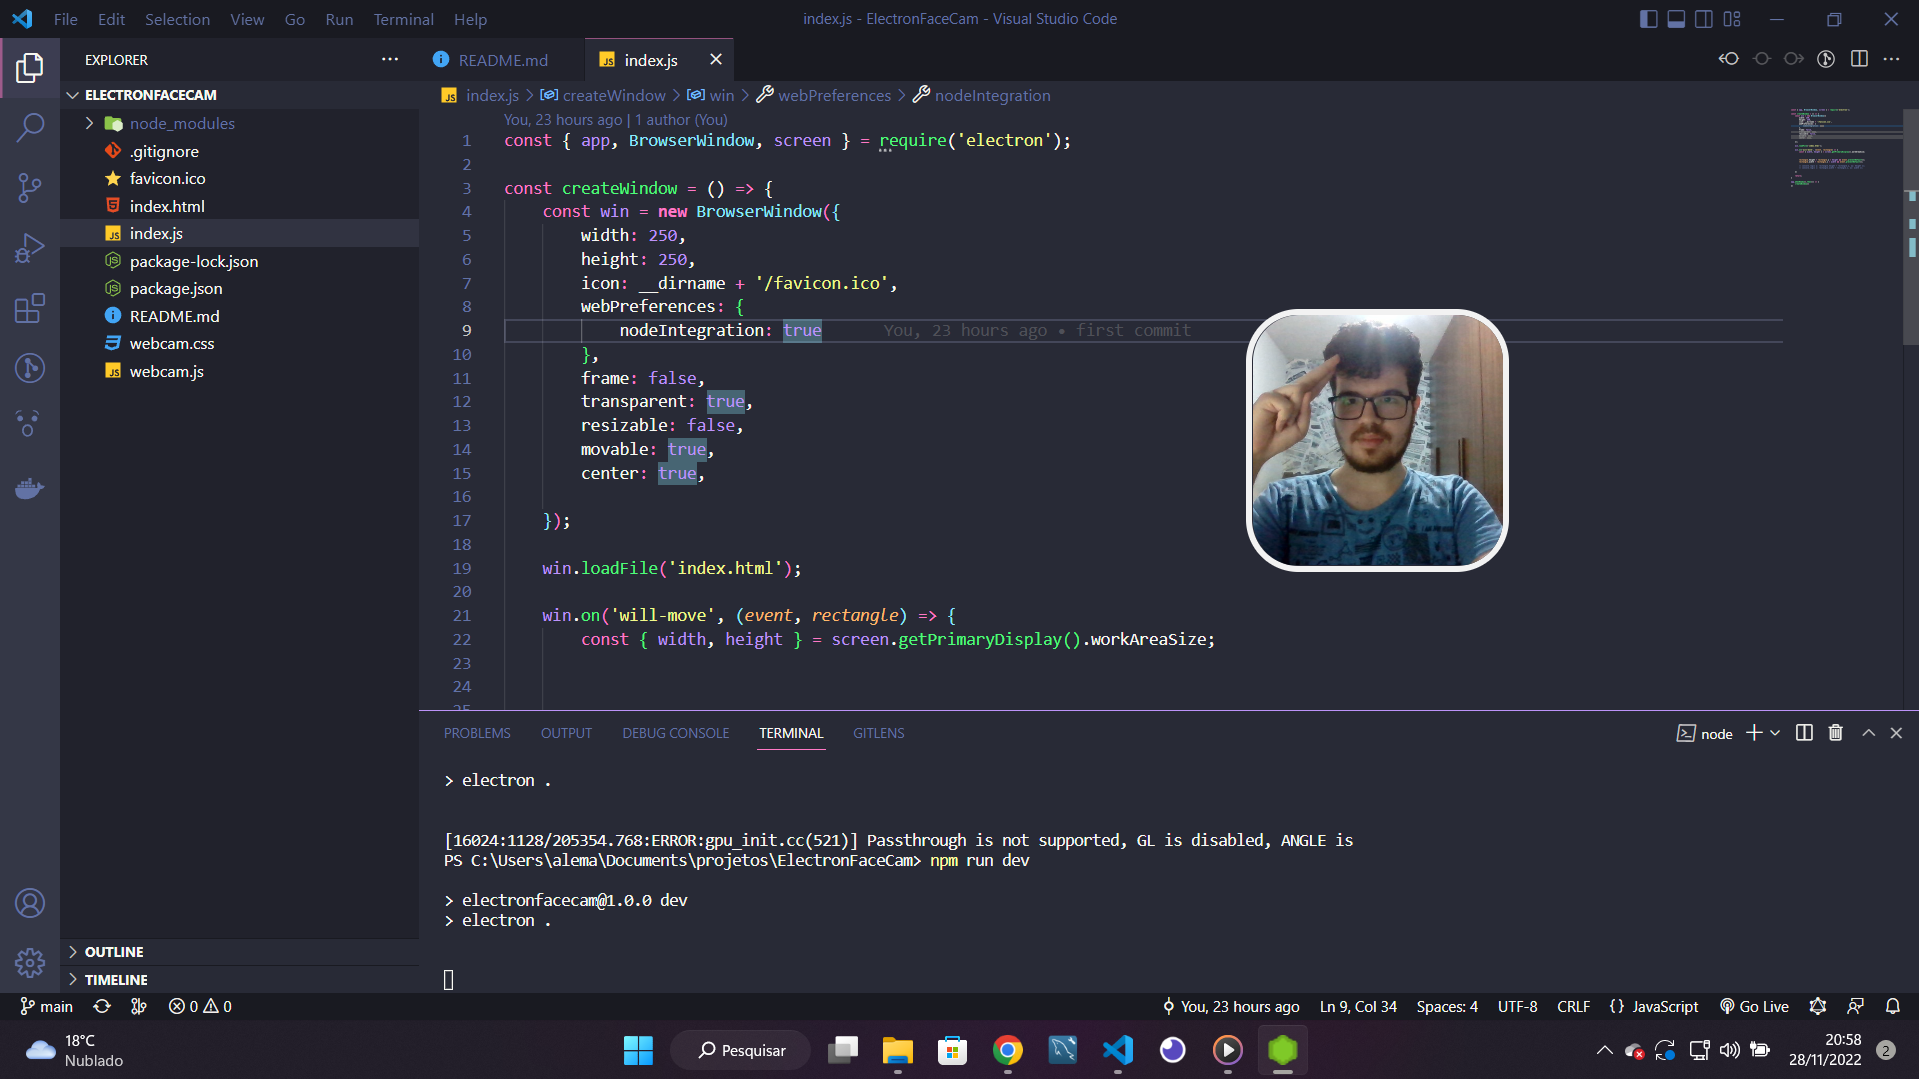 File Edit Selection View Go Run Terminal Help
index.js - ElectronFaceCam - Visual Studio Code
EXPLORER
README.md
index.js
ELECTRONFACECAM
node_modules
.gitignore
favicon.ico
index.html
index.js
package-lock.json
package.json
README.md
webcam.css
webcam.js
OUTLINE
TIMELINE
index.js > createWindow > win > webPreferences > nodeIntegration
You, 23 hours ago | 1 author (You)
1 const { app, BrowserWindow, screen } = require('electron');
2
3 const createWindow = () => {
4 const win = new BrowserWindow({
5 width: 250,
6 height: 250,
7 icon: __dirname + '/favicon.ico',
8 webPreferences: {
9 nodeIntegration: true You, 23 hours ago • first commit
10 },
11 frame: false,
12 transparent: true,
13 resizable: false,
14 movable: true,
15 center: true,
16
17 });
18
19 win.loadFile('index.html');
20
21 win.on('will-move', (event, rectangle) => {
22 const { width, height } = screen.getPrimaryDisplay().workAreaSize;
23
24
25
PROBLEMS OUTPUT DEBUG CONSOLE TERMINAL GITLENS
node
> electron .
[16024:1128/205354.768:ERROR:gpu_init.cc(521)] Passthrough is not supported, GL is disabled, ANGLE is
PS C:\Users\alema\Documents\projetos\ElectronFaceCam> npm run dev
> electronfacecam@1.0.0 dev
> electron .
main 0 0
You, 23 hours ago Ln 9, Col 34 Spaces: 4 UTF-8 CRLF {} JavaScript Go Live
18°C
Nublado
Pesquisar
20:58
28/11/2022
2